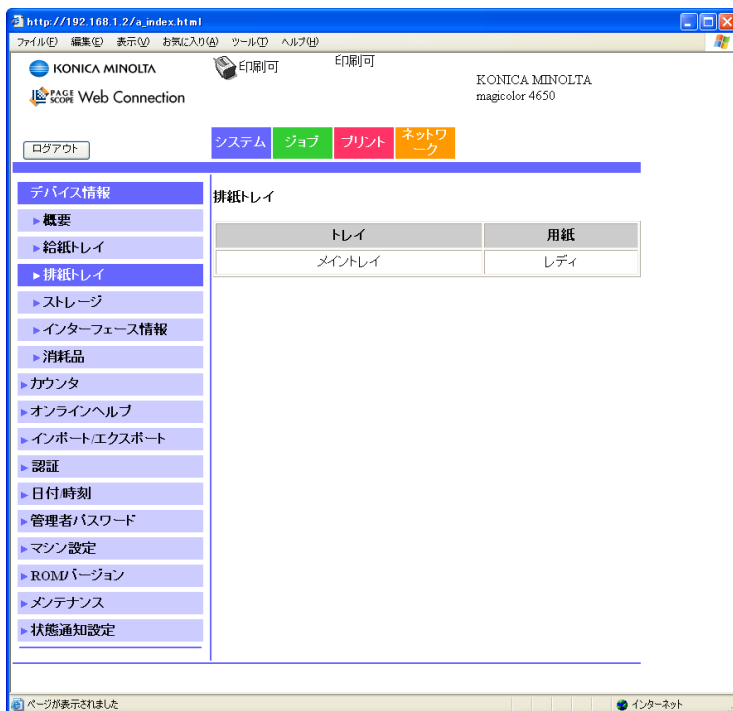 http://192.168.1.2/a_index.html
ファイル(F) 編集(E) 表示(V) お気に入り(A) ツール(T) ヘルプ(H)
KONICA MINOLTA
印刷可
印刷可
KONICA MINOLTA
magicolor 4650
PAGE SCOPE Web Connection
ログアウト
システム
ジョブ
プリント
ネットワ
ーク
デバイス情報
概要
給紙トレイ
排紙トレイ
ストレージ
インターフェース情報
消耗品
カウンタ
オンラインヘルプ
インポート/エクスポート
認証
日付/時刻
管理者パスワード
マシン設定
ROMバージョン
メンテナンス
状態通知設定
排紙トレイ
トレイ 用紙
メイントレイ レディ
ページが表示されました
インターネット